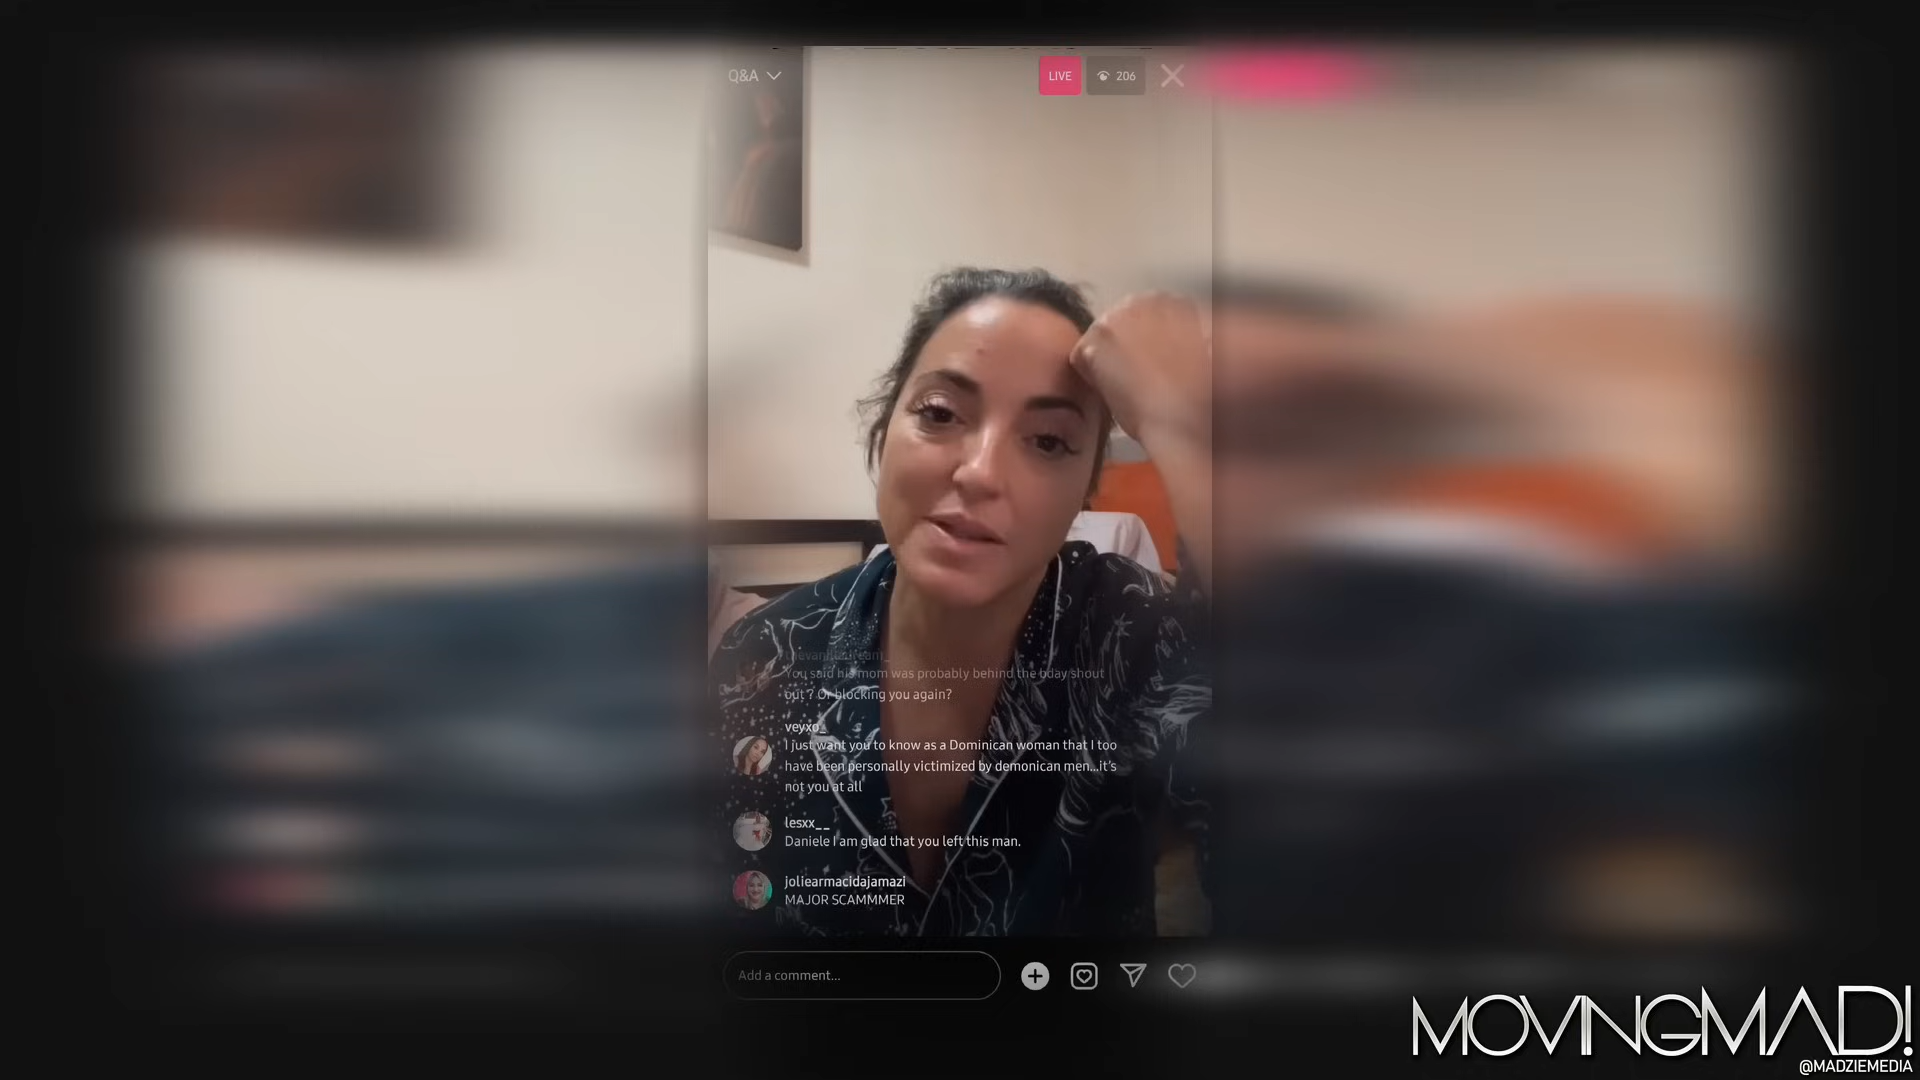 Q&A
LIVE
206
You said his mom was probably behind the bday shout
out ? Or blocking you again?
veyxo_
I just want you to know as a Dominican woman that I too
have been personally victimized by demonican men...it's
not you at all
lesxx__
Daniele I am glad that you left this man.
joliearmacidajamazi
MAJOR SCAMMMER
Add a comment...
MOVINGMAD!
@MADZIEMEDIA